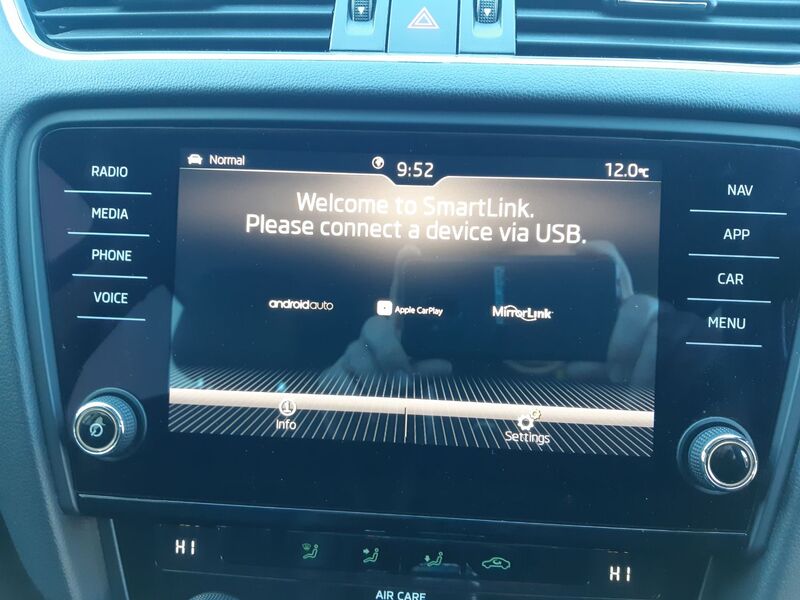 Normal
9:52
12.0°C
RADIO
MEDIA
PHONE
VOICE
Welcome to SmartLink.
Please connect a device via USB.
androidauto
Apple CarPlay
MirrorLink
Info
Settings
NAV
APP
CAR
MENU
HI
HI
AIR CARE